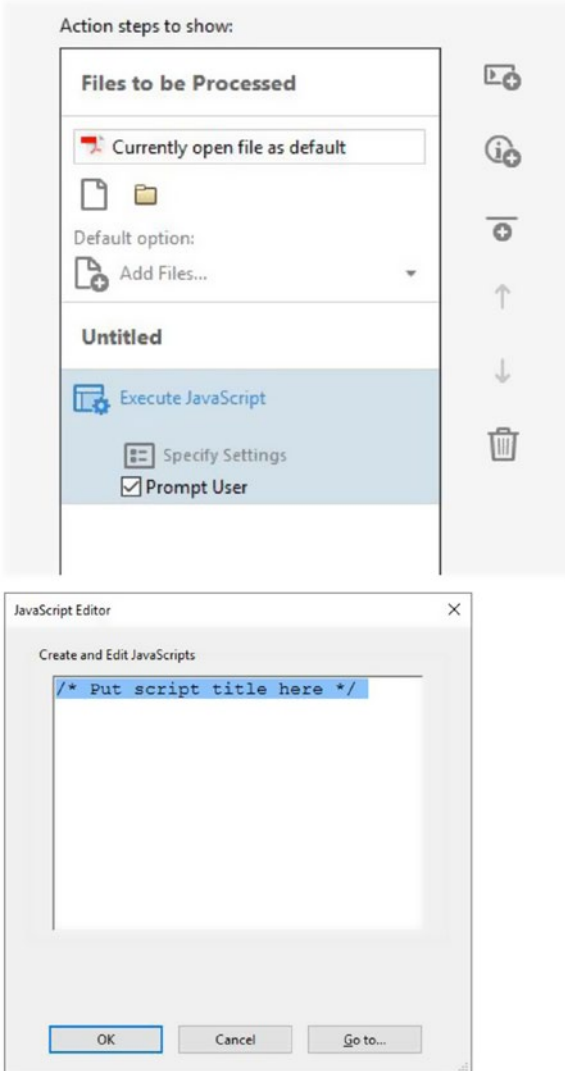 Action steps to show:
Files to be Processed
Currently open file as default
Default option:
Add Files...
Untitled
Execute JavaScript
Specify Settings
Prompt User
JavaScript Editor
Create and Edit JavaScripts
/* Put script title here */
OK Cancel Go to...